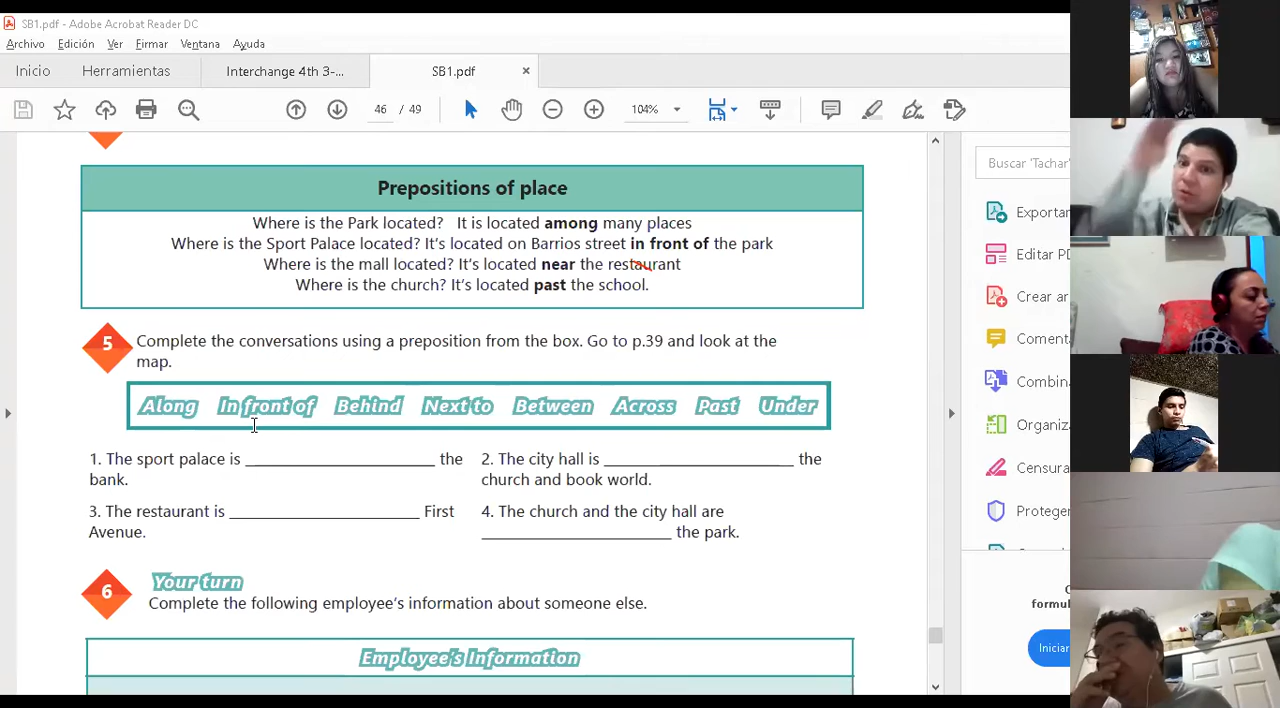 SB1.pdf - Adobe Acrobat Reader DC
Archivo Edición Ver Firmar Ventana Ayuda
Inicio Herramientas Interchange 4th 3-... SB1.pdf ×
46 / 49 104%
Prepositions of place
Where is the Park located? It is located among many places
Where is the Sport Palace located? It's located on Barrios street in front of the park
Where is the mall located? It's located near the restaurant
Where is the church? It's located past the school.
5 Complete the conversations using a preposition from the box. Go to p.39 and look at the
map.
Along In front of Behind Next to Between Across Past Under
1. The sport palace is ____________________ the
bank.
2. The city hall is ____________________ the
church and book world.
3. The restaurant is ____________________ First
Avenue.
4. The church and the city hall are
____________________ the park.
6 Your turn
Complete the following employee's information about someone else.
Employee's Information
Buscar 'Tachar'
Exportar
Editar PD
Crear ar
Coment
Combin
Organiz
Censura
Proteger
formul
Iniciar